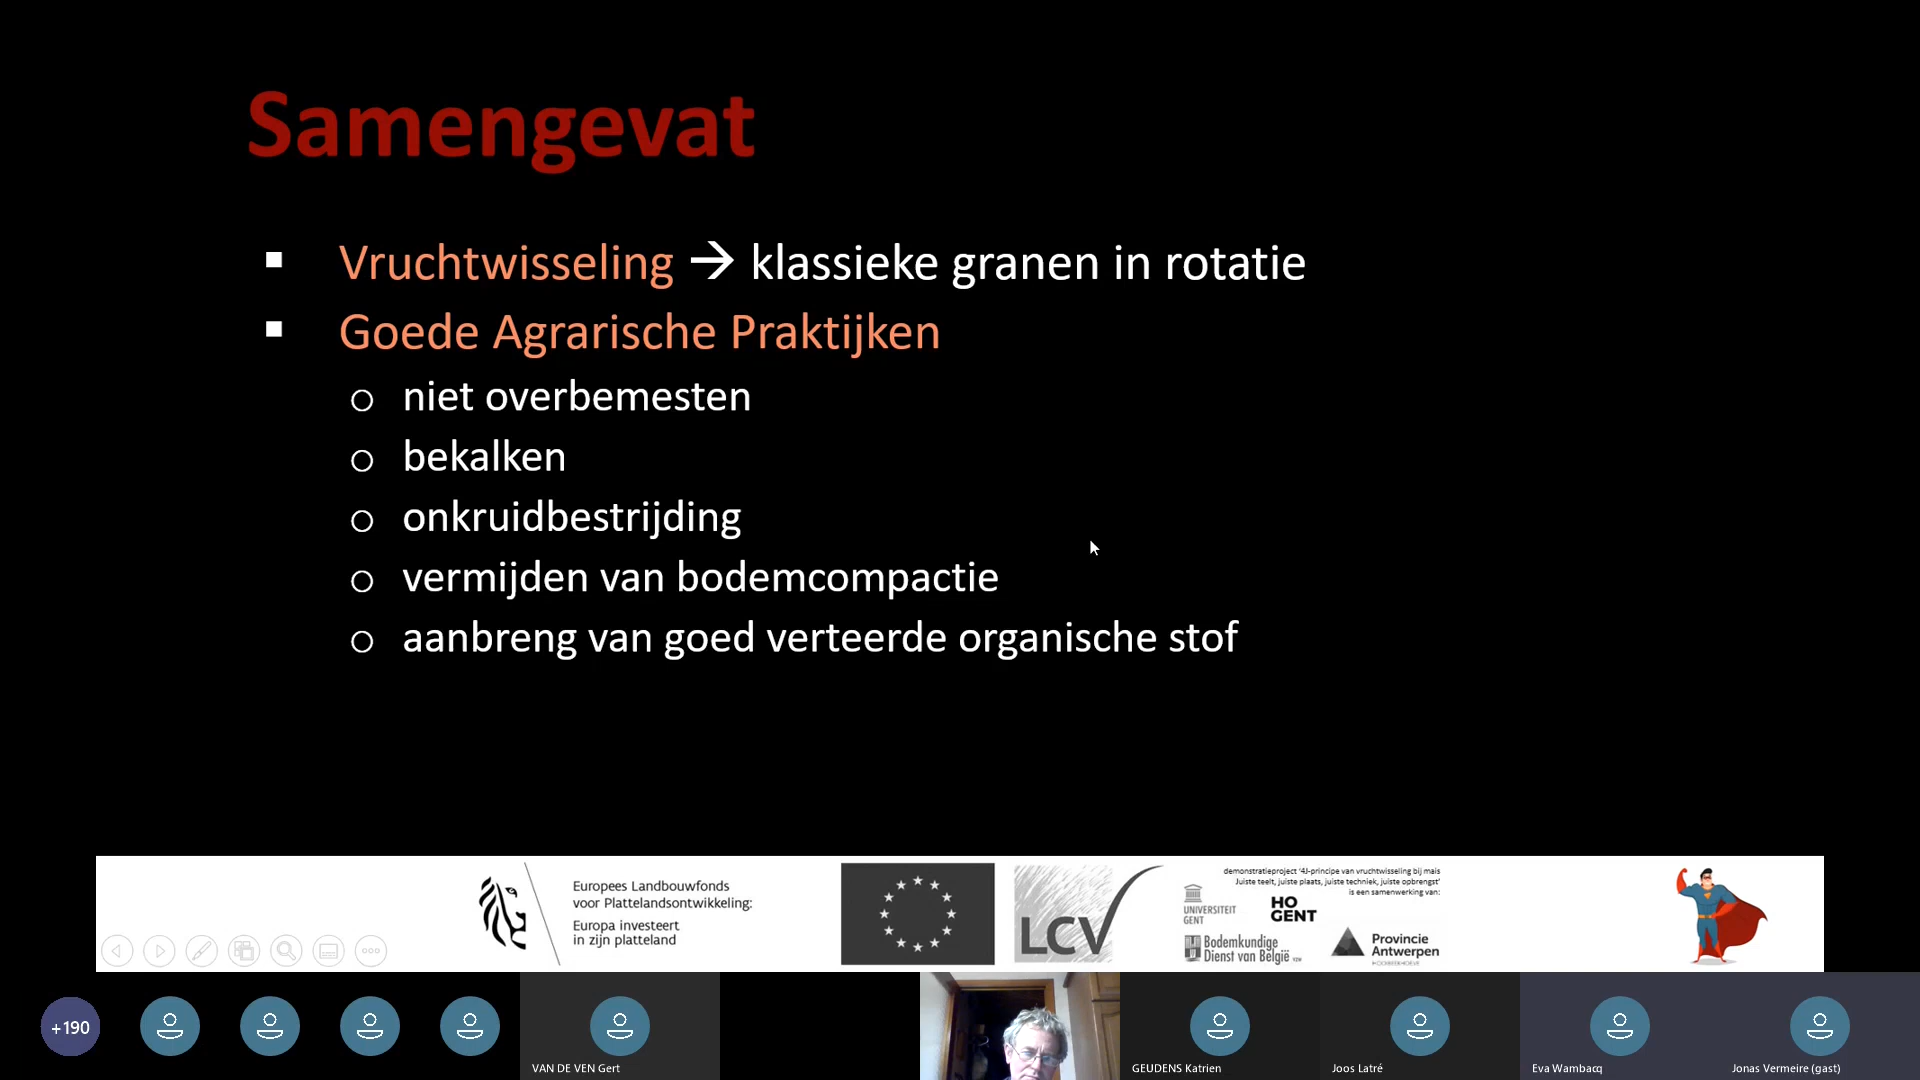 Samengevat
▪ Vruchtwisseling → klassieke granen in rotatie
▪ Goede Agrarische Praktijken
o niet overbemesten
o bekalken
o onkruidbestrijding
o vermijden van bodemcompactie
o aanbreng van goed verteerde organische stof
Europees Landbouwfonds
voor Plattelandsontwikkeling:
Europa investeert
in zijn platteland
LCV
demonstratieproject '4J-principe van vruchtwisseling bij mais
Juiste teelt, juiste plaats, juiste techniek, juiste opbrengst'
is een samenwerking van:
UNIVERSITEIT
GENT
HO
GENT
Bodemkundige
Dienst van België vzw
Provincie
Antwerpen
+190
VAN DE VEN Gert
GEUDENS Katrien
Joos Latré
Eva Wambacq
Jonas Vermeire (gast)